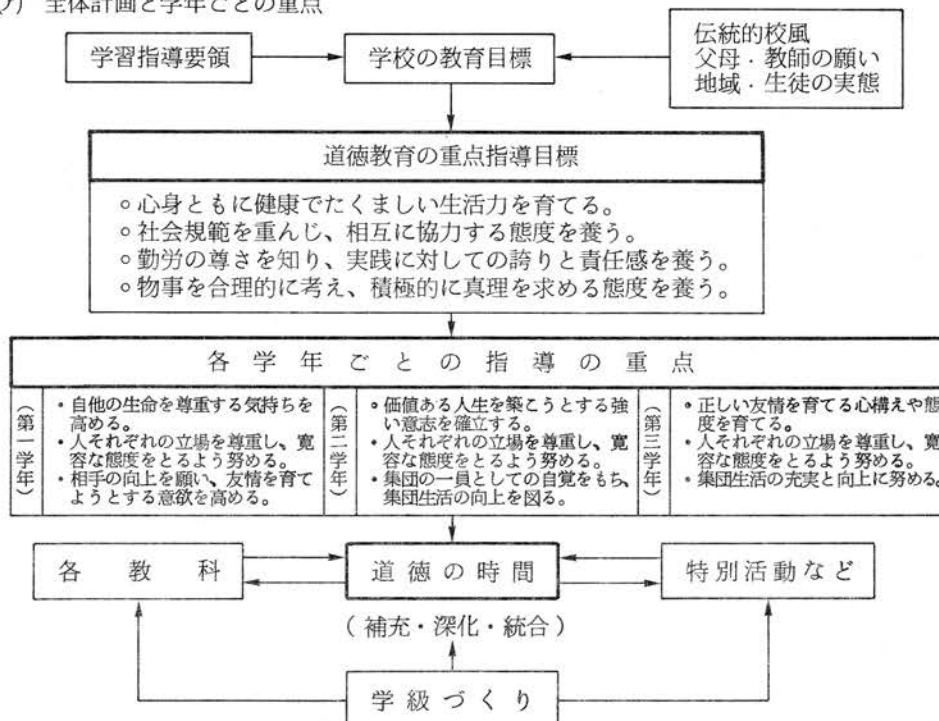 (ｱ) 全体計画と学年ごとの重点
学習指導要領
学校の教育目標
伝統的校風
父母・教師の願い
地域・生徒の実態
道徳教育の重点指導目標
○心身ともに健康でたくましい生活力を育てる。
○社会規範を重んじ、相互に協力する態度を養う。
○勤労の尊さを知り、実践に対しての誇りと責任感を養う。
○物事を合理的に考え、積極的に真理を求める態度を養う。
各学年ごとの指導の重点
(第一学年)
・自他の生命を尊重する気持ちを
高める。
・人それぞれの立場を尊重し、寛
容な態度をとるよう努める。
・相手の向上を願い、友情を育て
ようとする意欲を高める。
(第二学年)
・価値ある人生を築こうとする強
い意志を確立する。
・人それぞれの立場を尊重し、寛
容な態度をとるよう努める。
・集団の一員としての自覚をもち、
集団生活の向上を図る。
(第三学年)
・正しい友情を育てる心構えや態
度を育てる。
・人それぞれの立場を尊重し、寛
容な態度をとるよう努める。
・集団生活の充実と向上に努める。
各教科
道徳の時間
特別活動など
(補充・深化・統合)
学級づくり